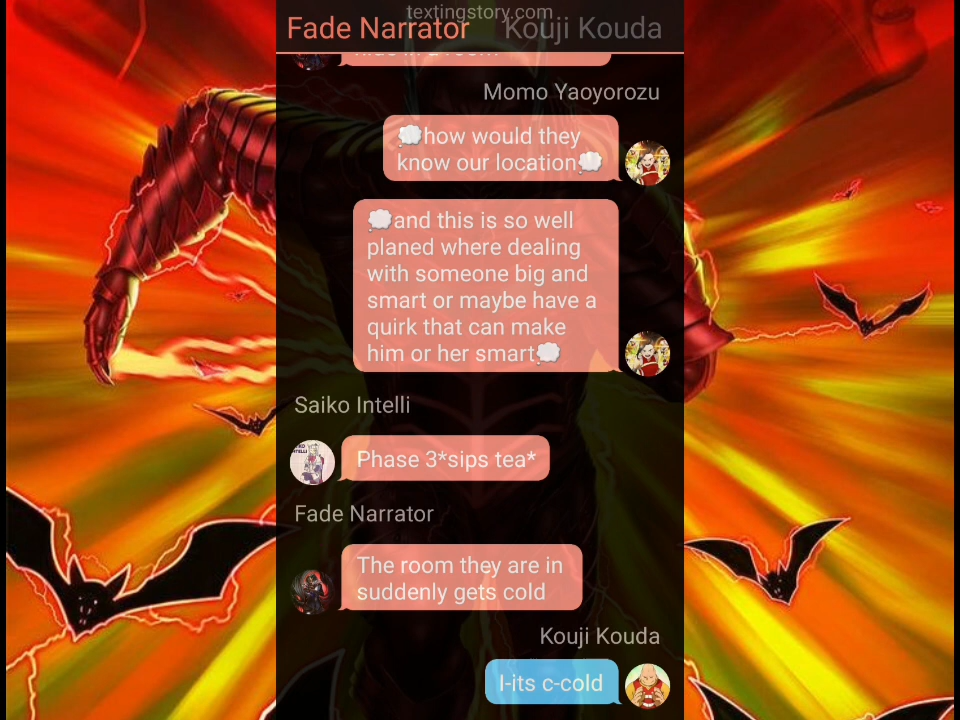 textingstory.com
Fade Narrator Kouji Kouda
Momo Yaoyorozu
💭how would they
know our location💭
💭and this is so well
planed where dealing
with someone big and
smart or maybe have a
quirk that can make
him or her smart💭
Saiko Intelli
Phase 3*sips tea*
Fade Narrator
The room they are in
suddenly gets cold
Kouji Kouda
I-its c-cold